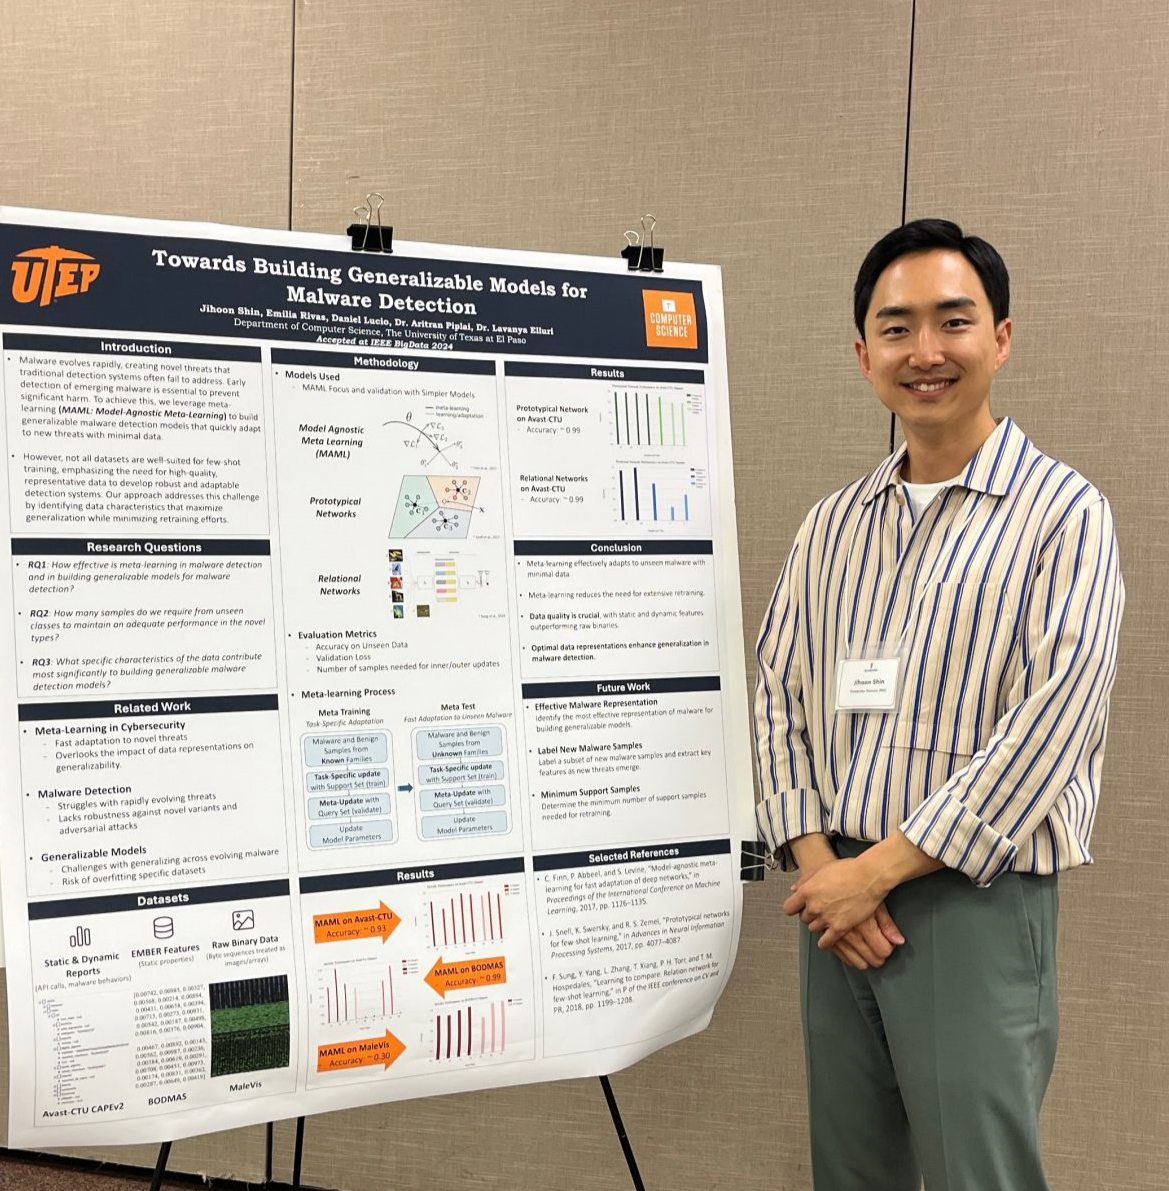 UTEP
Towards Building Generalizable Models for
Malware Detection
Jihoon Shin, Emilia Rivas, Daniel Lucio, Dr. Aritran Piplai, Dr. Lavanya Elluri
Department of Computer Science, The University of Texas at El Paso
Accepted at IEEE BigData 2024
COMPUTER
SCIENCE
Introduction
• Malware evolves rapidly, creating novel threats that
traditional detection systems often fail to address. Early
detection of emerging malware is essential to prevent
significant harm. To achieve this, we leverage meta-
learning (MAML: Model-Agnostic Meta-Learning) to build
generalizable malware detection models that quickly adapt
to new threats with minimal data.
• However, not all datasets are well-suited for few-shot
training, emphasizing the need for high-quality,
representative data to develop robust and adaptable
detection systems. Our approach addresses this challenge
by identifying data characteristics that maximize
generalization while minimizing retraining efforts.
Research Questions
• RQ1: How effective is meta-learning in malware detection
and in building generalizable models for malware
detection?
• RQ2: How many samples do we require from unseen
classes to maintain an adequate performance in the novel
types?
• RQ3: What specific characteristics of the data contribute
most significantly to building generalizable malware
detection models?
Related Work
• Meta-Learning in Cybersecurity
- Fast adaptation to novel threats
- Overlooks the impact of data representations on
generalizability.
• Malware Detection
- Struggles with rapidly evolving threats
- Lacks robustness against novel variants and
adversarial attacks
• Generalizable Models
- Challenges with generalizing across evolving malware
- Risk of overfitting specific datasets
Datasets
Static & Dynamic
Reports
(API calls, malware behaviors)
EMBER Features
(Static properties)
Raw Binary Data
(Byte sequences treated as
images/arrays)
Avast-CTU CAPEv2
BODMAS
MaleVis
Methodology
• Models Used
- MAML Focus and validation with Simpler Models
Model Agnostic
Meta Learning
(MAML)
meta-learning
learning/adaptation
θ
Prototypical
Networks
Relational
Networks
• Evaluation Metrics
- Accuracy on Unseen Data
- Validation Loss
- Number of samples needed for inner/outer updates
• Meta-learning Process
Meta Training
Task-Specific Adaptation
Malware and Benign
Samples from
Known Families
Task-Specific update
with Support Set (train)
Meta-Update with
Query Set (validate)
Update
Model Parameters
Meta Test
Fast Adaptation to Unseen Malware
Malware and Benign
Samples from
Unknown Families
Task-Specific update
with Support Set (train)
Meta-Update with
Query Set (validate)
Update
Model Parameters
Results
MAML on Avast-CTU
Accuracy: ~ 0.93
MAML on BODMAS
Accuracy: ~ 0.99
MAML on MaleVis
Accuracy: ~ 0.30
Results
Prototypical Network
on Avast-CTU
- Accuracy: ~ 0.99
Relational Networks
on Avast-CTU
- Accuracy: ~ 0.99
Conclusion
• Meta-learning effectively adapts to unseen malware with
minimal data.
• Meta-learning reduces the need for extensive retraining.
• Data quality is crucial, with static and dynamic features
outperforming raw binaries.
• Optimal data representations enhance generalization in
malware detection.
Future Work
• Effective Malware Representation
Identify the most effective representation of malware for
building generalizable models.
• Label New Malware Samples
Label a subset of new malware samples and extract key
features as new threats emerge.
• Minimum Support Samples
Determine the minimum number of support samples
needed for retraining.
Selected References
• C. Finn, P. Abbeel, and S. Levine, "Model-agnostic meta-
learning for fast adaptation of deep networks," in
Proceedings of the International Conference on Machine
Learning, 2017, pp. 1126–1135.
• J. Snell, K. Swersky, and R. S. Zemel, "Prototypical networks
for few-shot learning," in Advances in Neural Information
Processing Systems, 2017, pp. 4077–4087.
• F. Sung, Y. Yang, L. Zhang, T. Xiang, P. H. Torr, and T. M.
Hospedales, "Learning to compare: Relation network for
few-shot learning," in P of the IEEE conference on CV and
PR, 2018, pp. 1199–1208.
Jihoon Shin